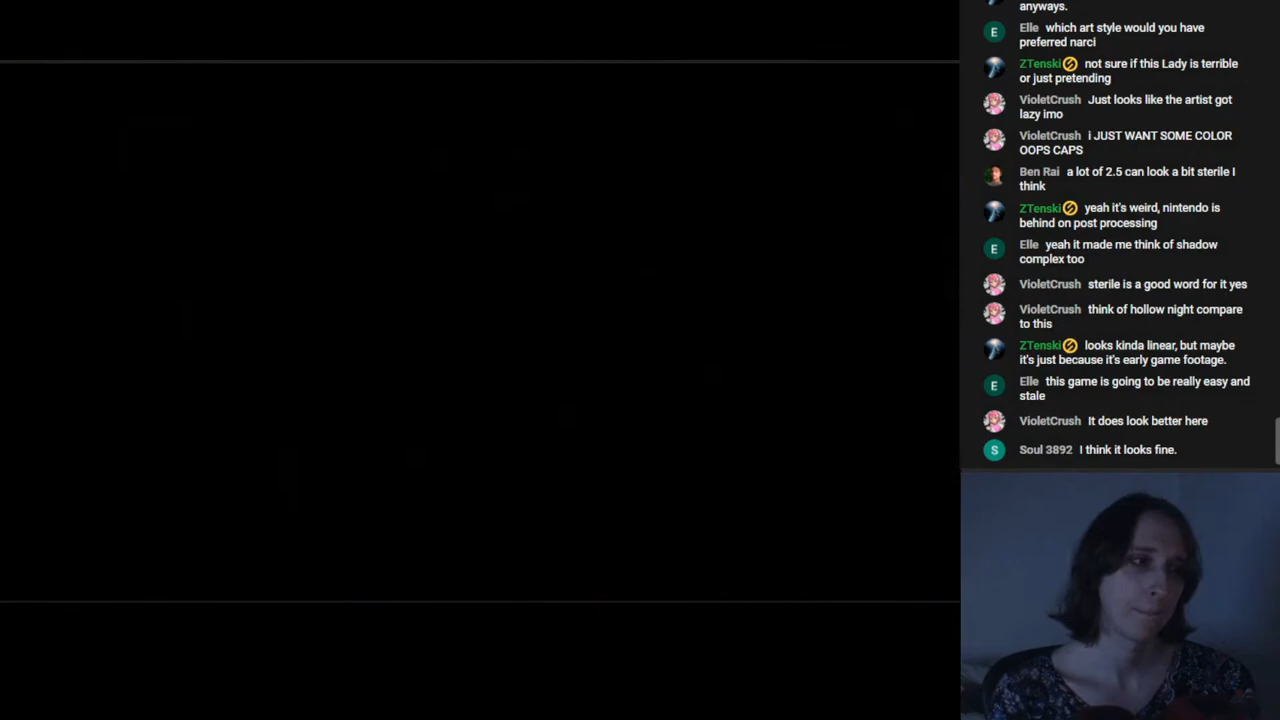 anyways.
Elle which art style would you have
preferred narci
ZTenski not sure if this Lady is terrible
or just pretending
VioletCrush Just looks like the artist got
lazy imo
VioletCrush i JUST WANT SOME COLOR
OOPS CAPS
Ben Rai a lot of 2.5 can look a bit sterile I
think
ZTenski yeah it's weird, nintendo is
behind on post processing
E
Elle yeah it made me think of shadow
complex too
VioletCrush sterile is a good word for it yes
VioletCrush think of hollow night compare
to this
ZTenski looks kinda linear, but maybe
it's just because it's early game footage.
E
Elle this game is going to be really easy and
stale
VioletCrush It does look better here
S Soul 3892 I think it looks fine.